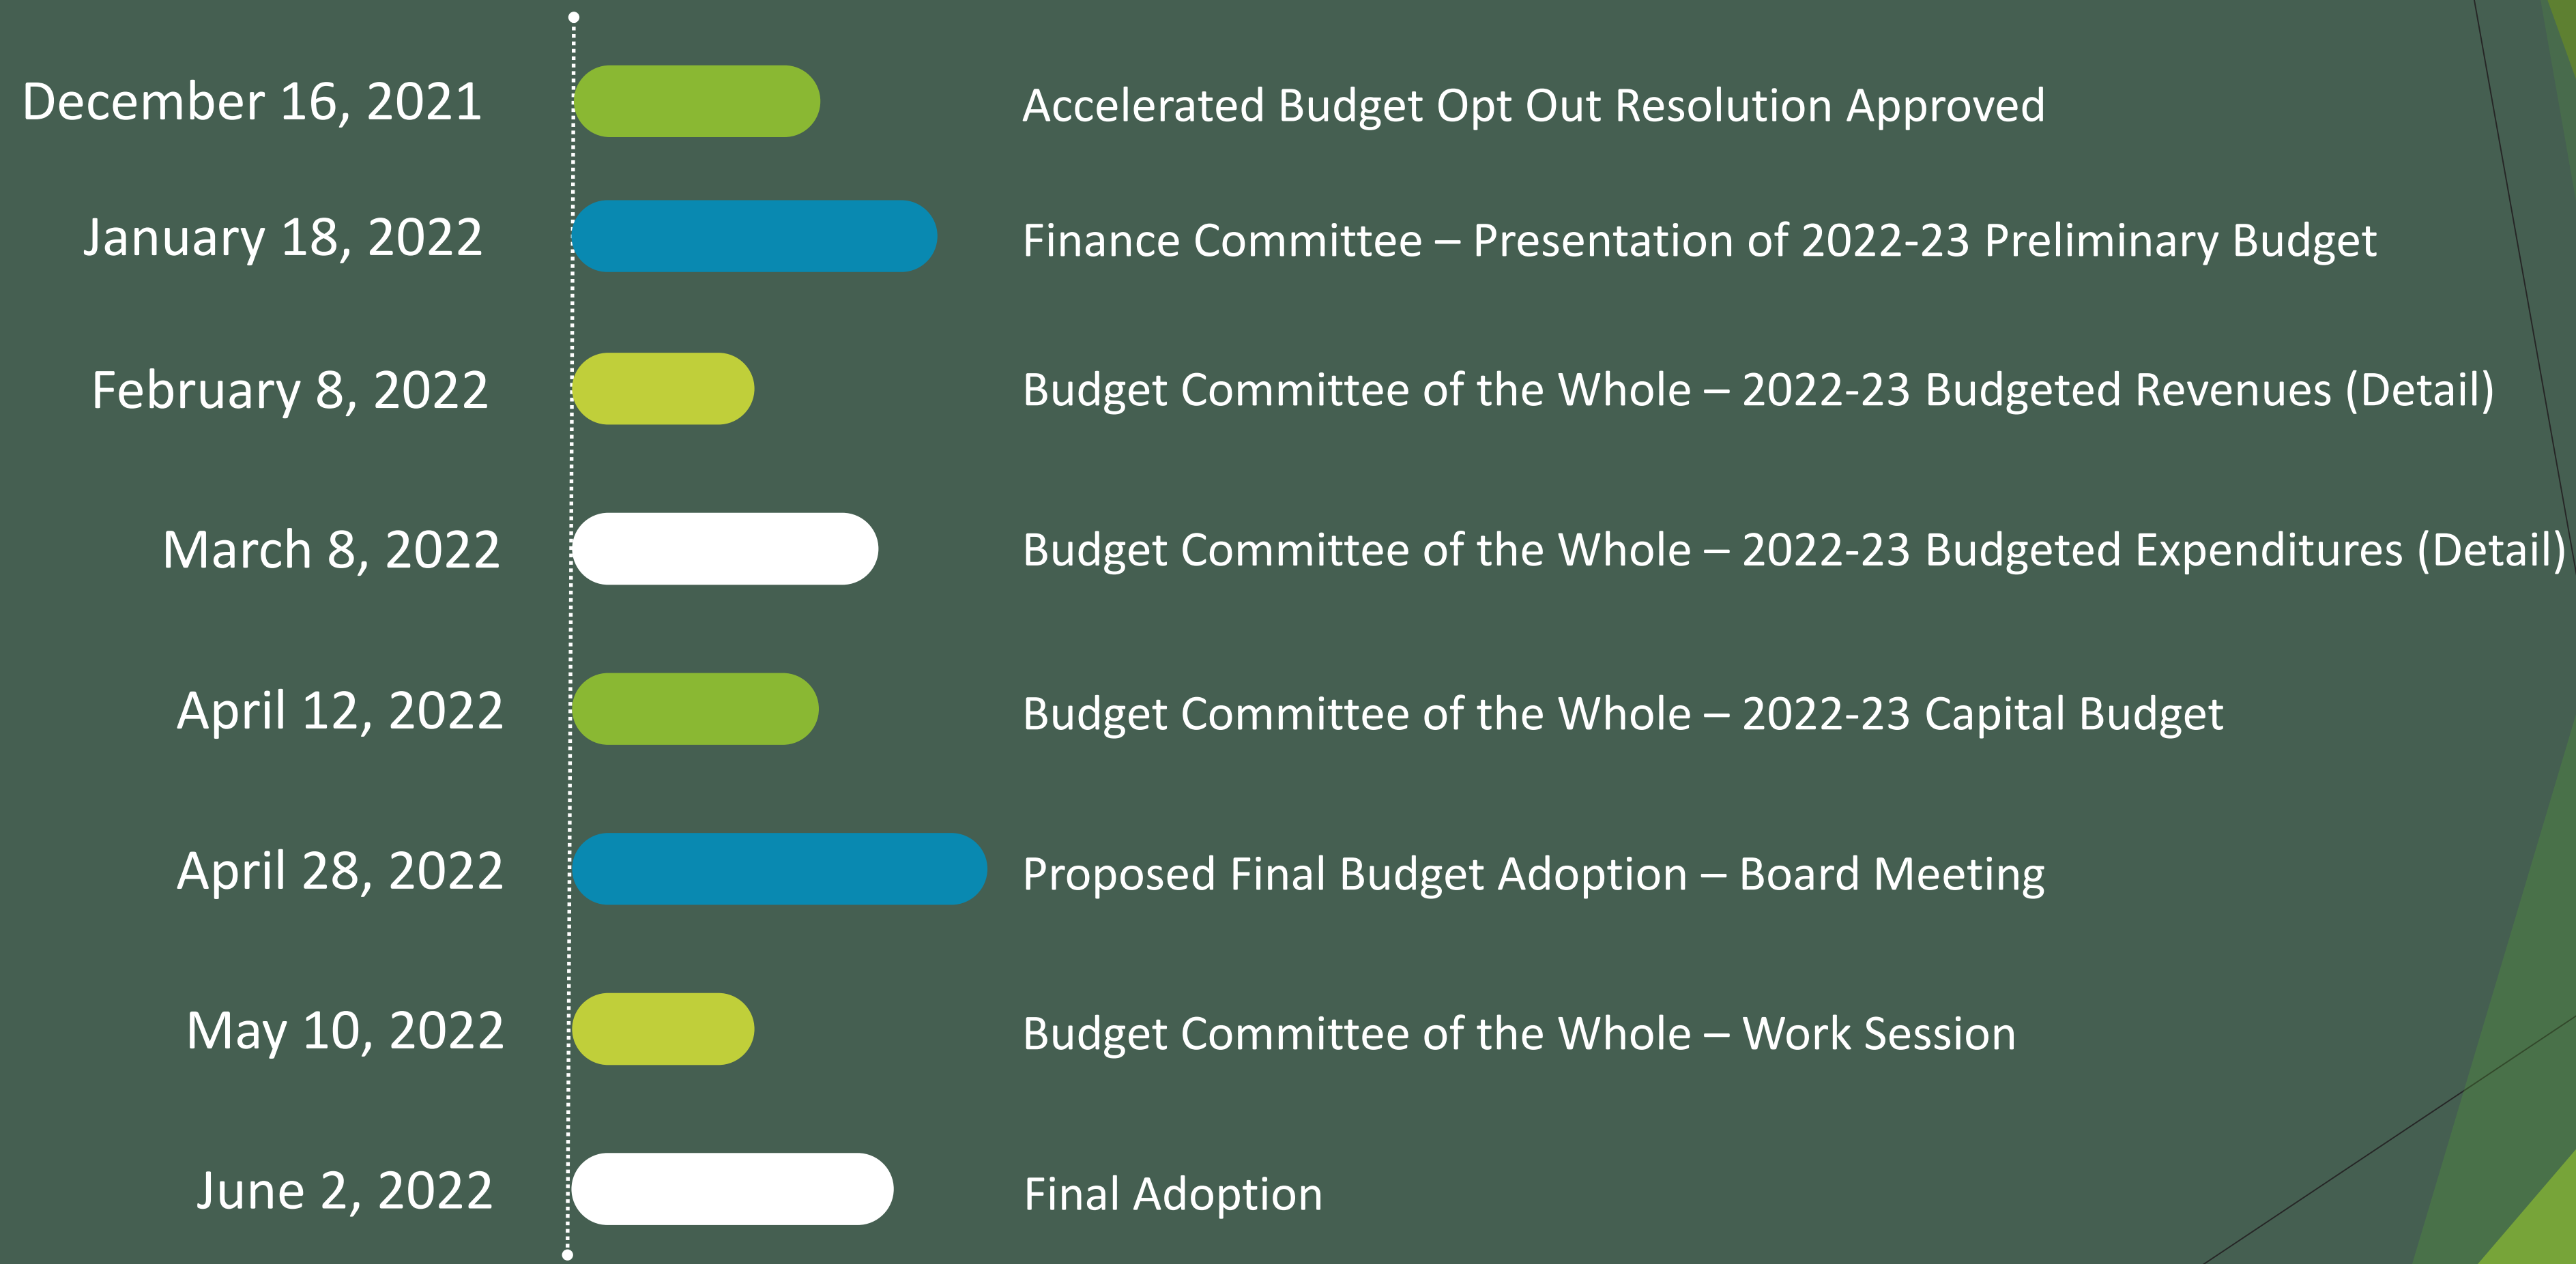 December 16, 2021 Accelerated Budget Opt Out Resolution Approved
January 18, 2022 Finance Committee – Presentation of 2022-23 Preliminary Budget
February 8, 2022 Budget Committee of the Whole – 2022-23 Budgeted Revenues (Detail)
March 8, 2022 Budget Committee of the Whole – 2022-23 Budgeted Expenditures (Detail)
April 12, 2022 Budget Committee of the Whole – 2022-23 Capital Budget
April 28, 2022 Proposed Final Budget Adoption – Board Meeting
May 10, 2022 Budget Committee of the Whole – Work Session
June 2, 2022 Final Adoption